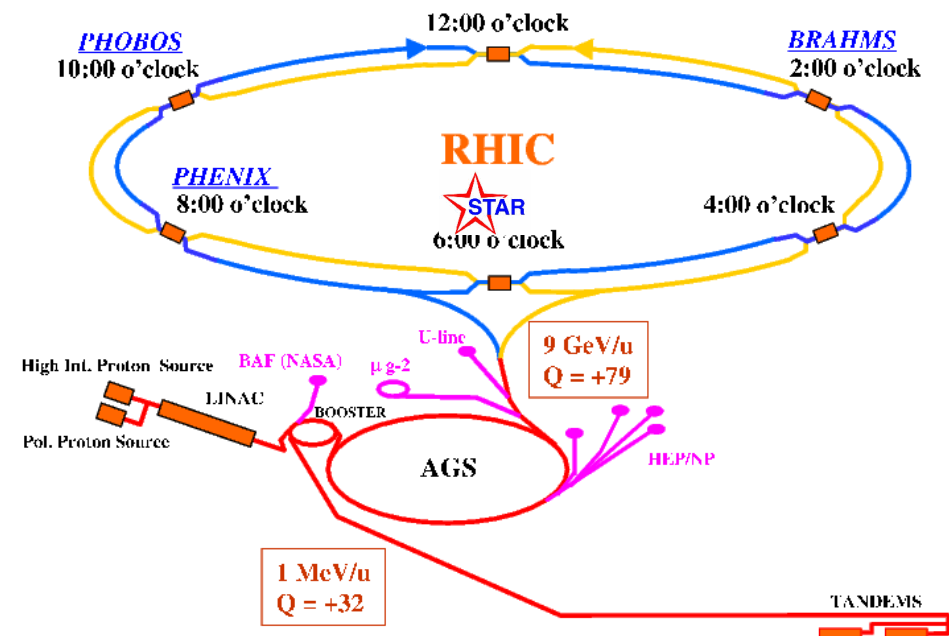 12:00 o'clock
PHOBOS
10:00 o'clock
BRAHMS
2:00 o'clock
RHIC
PHENIX
8:00 o'clock
STAR
4:00 o'clock
6:00 o'clock
U-line
9 GeV/u
Q = +79
BAF (NASA)
μ g-2
High Int. Proton Source
LINAC
BOOSTER
Pol. Proton Source
AGS
HEP/NP
1 MeV/u
Q = +32
TANDEMS